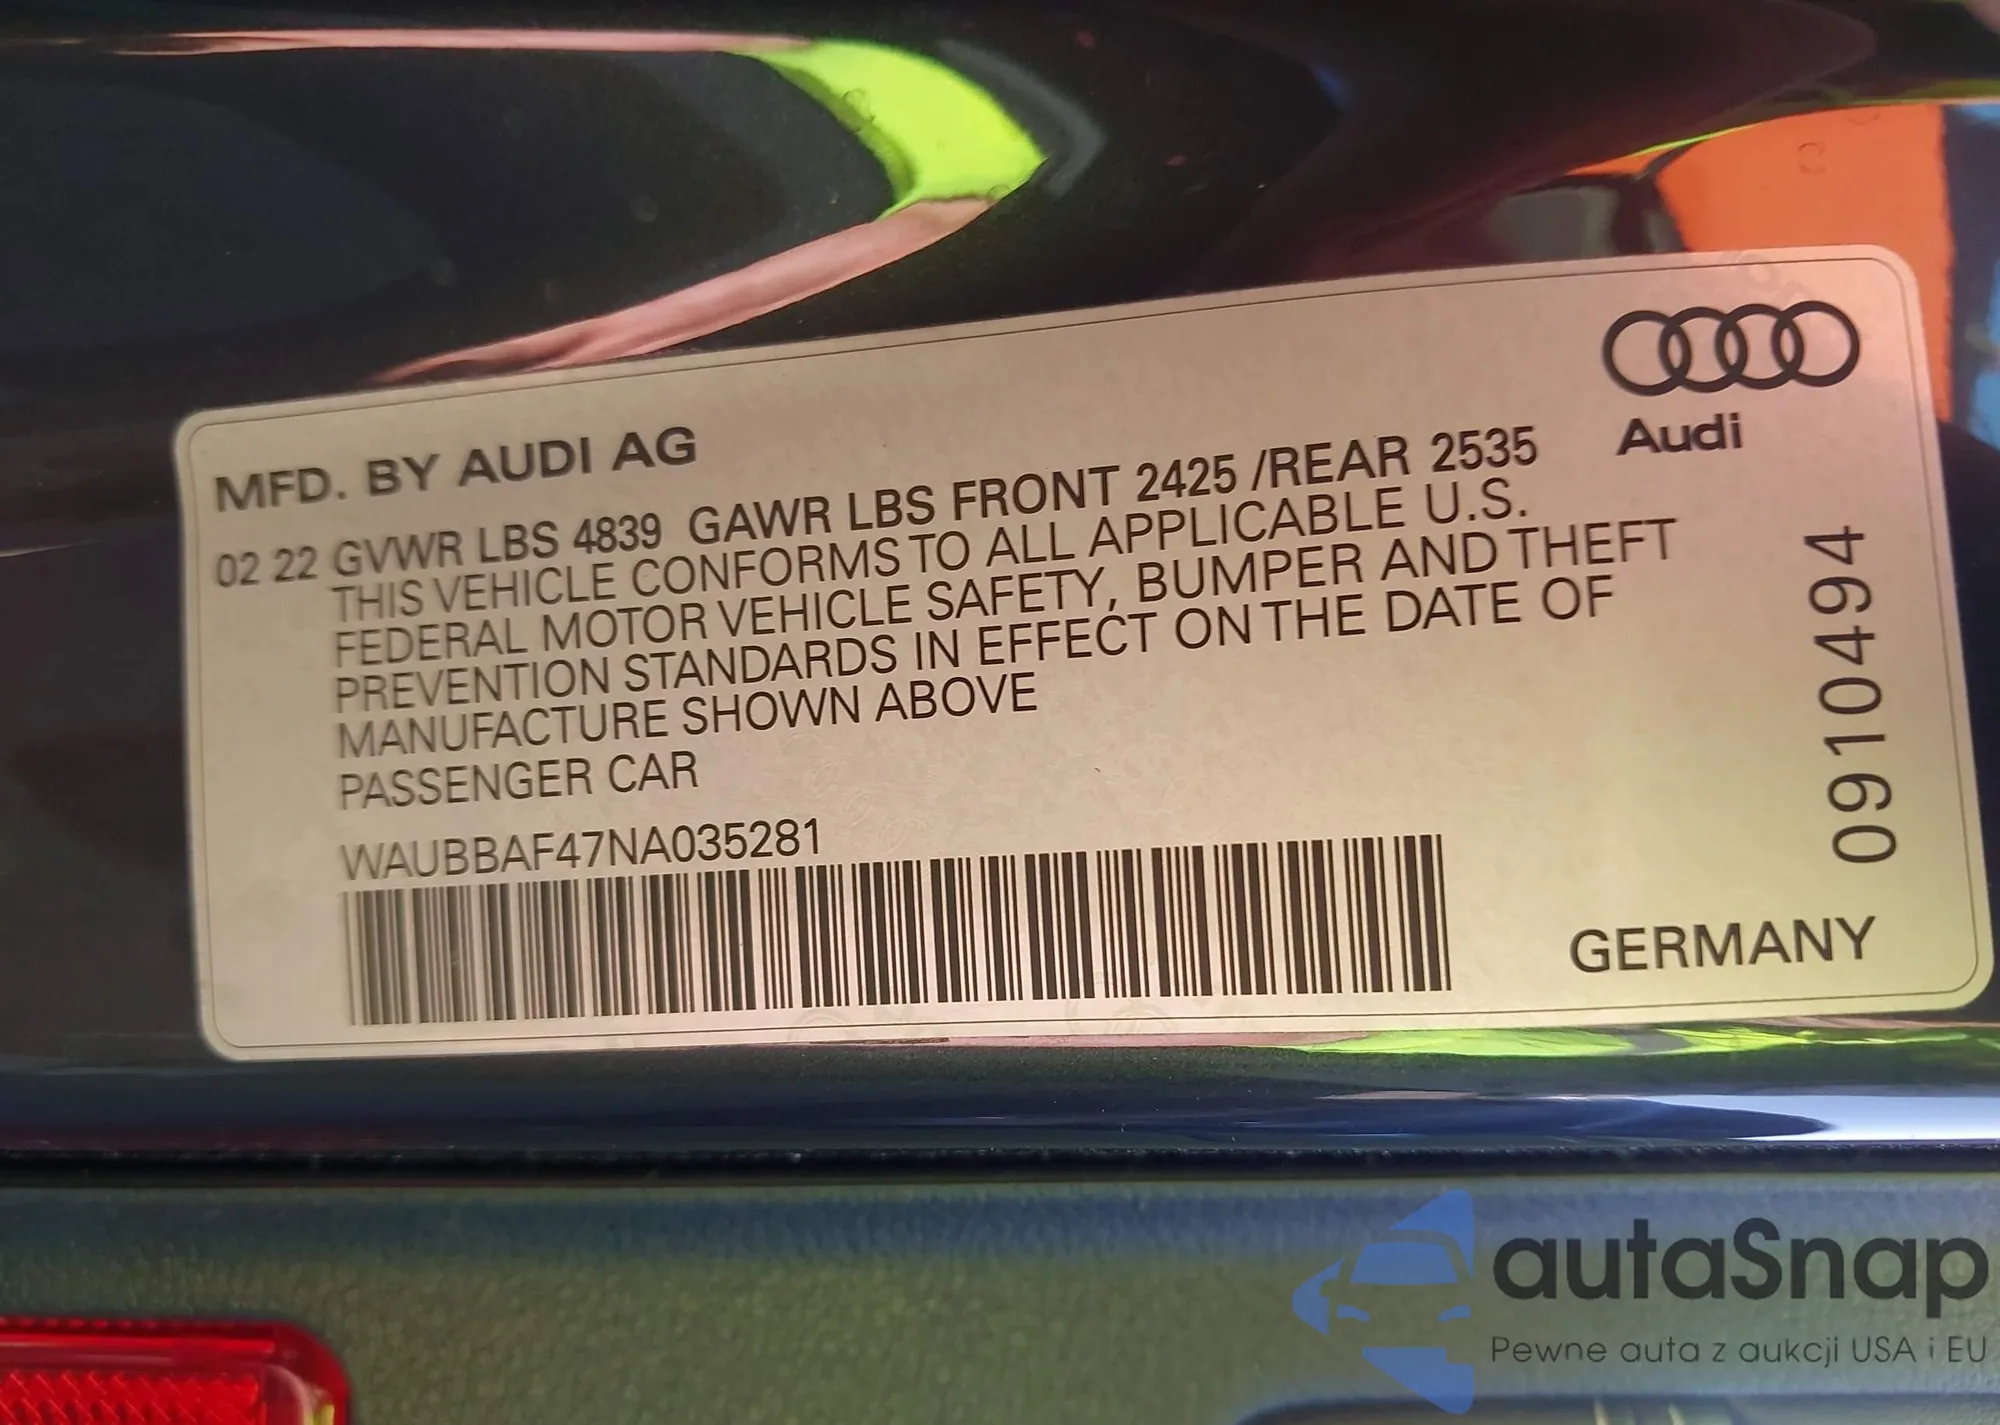 Audi
MFD. BY AUDI AG
02 22 GVWR LBS 4839 GAWR LBS FRONT 2425 /REAR 2535
THIS VEHICLE CONFORMS TO ALL APPLICABLE U.S.
FEDERAL MOTOR VEHICLE SAFETY, BUMPER AND THEFT
PREVENTION STANDARDS IN EFFECT ON THE DATE OF
MANUFACTURE SHOWN ABOVE
PASSENGER CAR
WAUBBAF47NA035281
0910494
GERMANY
autaSnap
Pewne auta z aukcji USA i EU